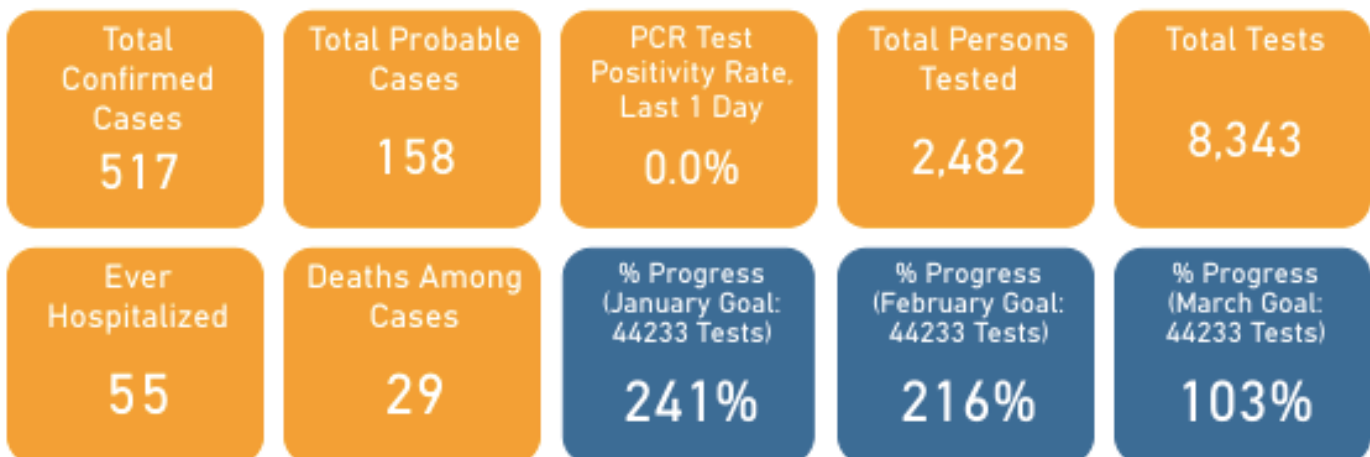 Total
Confirmed
Cases
517
Total Probable
Cases
158
PCR Test
Positivity Rate,
Last 1 Day
0.0%
Total Persons
Tested
2,482
Total Tests
8,343
Ever
Hospitalized
55
Deaths Among
Cases
29
% Progress
(January Goal:
44233 Tests)
241%
% Progress
(February Goal:
44233 Tests)
216%
% Progress
(March Goal:
44233 Tests)
103%